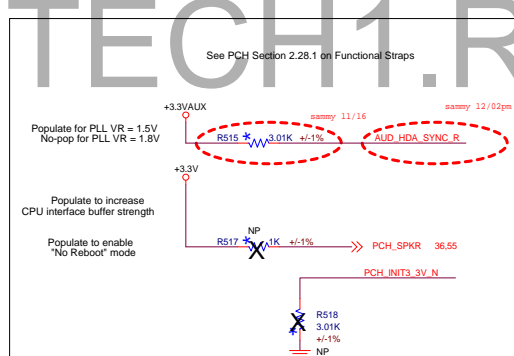 TECH1.R
See PCH Section 2.28.1 on Functional Straps
sammy 11/16
sammy 12/02pm
+3.3VAUX
Populate for PLL VR = 1.5V
No-pop for PLL VR = 1.8V
R515 * 3.01K +/-1% AUD_HDA_SYNC_R
+3.3V
Populate to increase
CPU interface buffer strength
NP
Populate to enable
"No Reboot" mode
R517 * 1K +/-1% PCH_SPKR 36,55
PCH_INIT3_3V_N
R518
3.01K
* +/-1%
NP